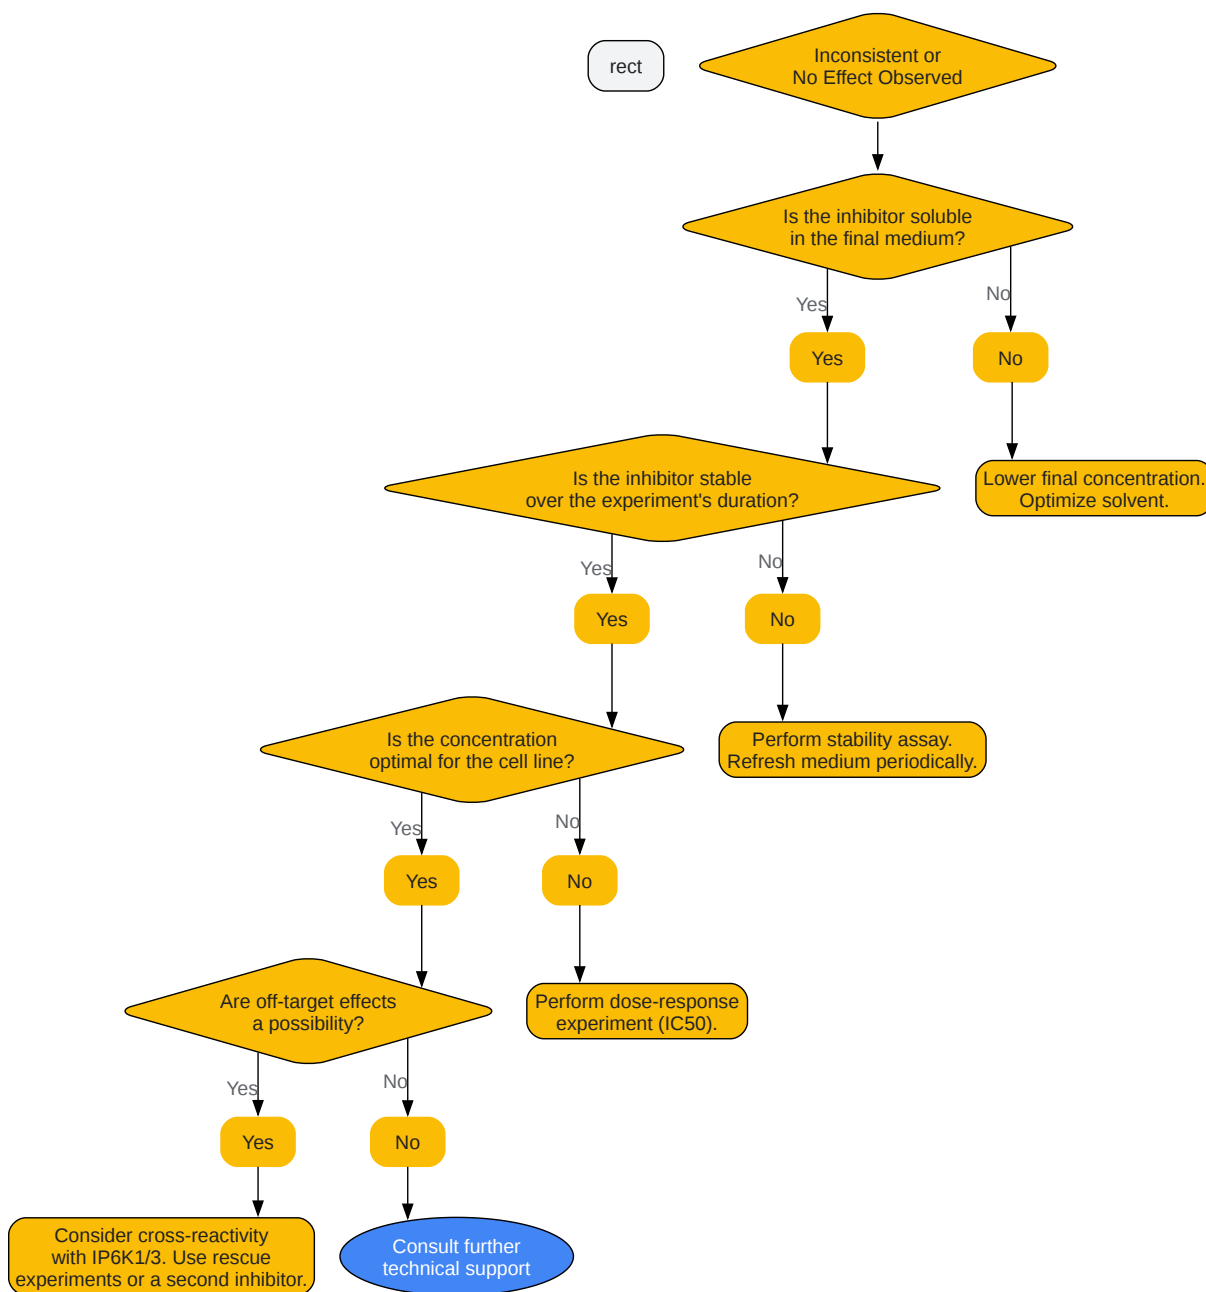 rect
Inconsistent or
No Effect Observed
Is the inhibitor soluble
in the final medium?
Yes
No
Yes
No
Is the inhibitor stable
over the experiment's duration?
Lower final concentration.
Optimize solvent.
Yes
No
Yes
No
Is the concentration
optimal for the cell line?
Perform stability assay.
Refresh medium periodically.
Yes
No
Yes
No
Are off-target effects
a possibility?
Perform dose-response
experiment (IC50).
Yes
No
Yes
No
Consider cross-reactivity
with IP6K1/3. Use rescue
experiments or a second inhibitor.
Consult further
technical support